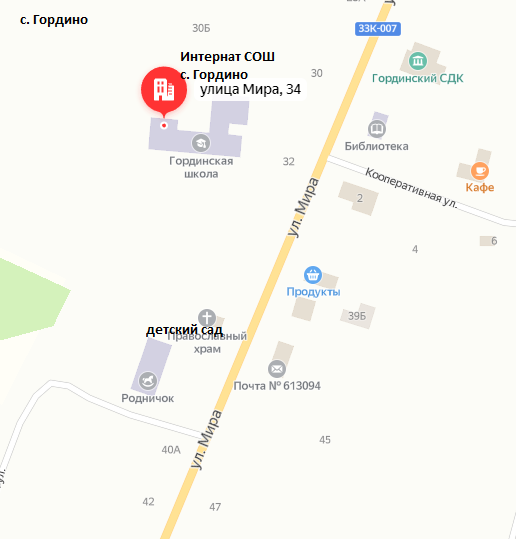 с. Гордино
30Б
33К-007
Интернат СОШ
с. Гордино
30
Гординский СДК
улица Мира, 34
Библиотека
Гординская
школа
32
Кооперативная ул.
Кафе
2
ул. Мира
4
6
Продукты
39Б
детский сад
Православный
храм
Родничок
Почта № 613094
ул. Мира
40А
45
ул.
42
47